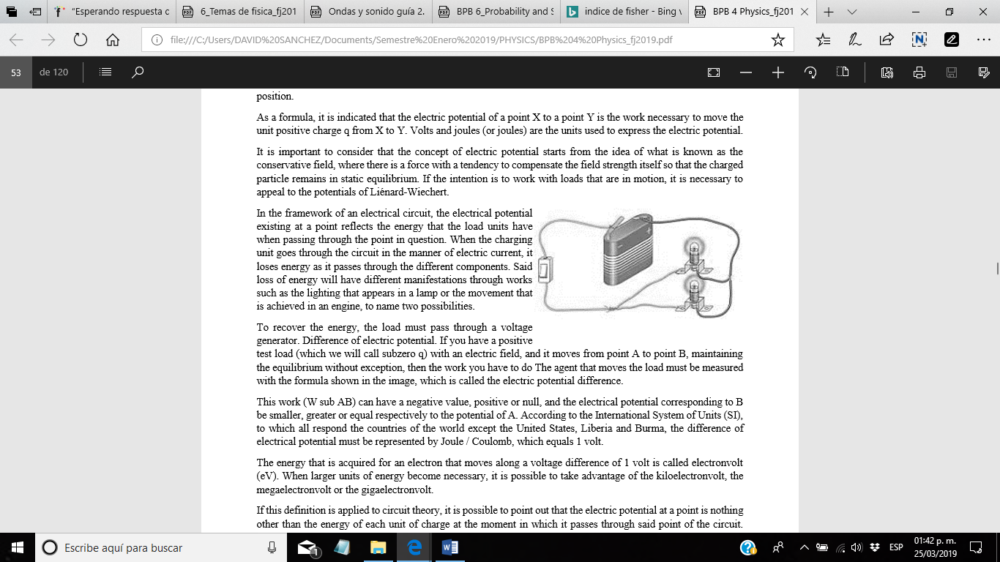 "Esperando respuesta c
6_Temas de fisica_fj201
Ondas y sonido guía 2.
BPB 6_Probability and S
indice de fisher - Bing v
BPB 4 Physics_fj201
file:///C:/Users/DAVID%20SANCHEZ/Documents/Semestre%20Enero%202019/PHYSICS/BPB%204%20Physics_fj2019.pdf
53 de 120
position.
As a formula, it is indicated that the electric potential of a point X to a point Y is the work necessary to move the
unit positive charge q from X to Y. Volts and joules (or joules) are the units used to express the electric potential.
It is important to consider that the concept of electric potential starts from the idea of what is known as the
conservative field, where there is a force with a tendency to compensate the field strength itself so that the charged
particle remains in static equilibrium. If the intention is to work with loads that are in motion, it is necessary to
appeal to the potentials of Liénard-Wiechert.
In the framework of an electrical circuit, the electrical potential
existing at a point reflects the energy that the load units have
when passing through the point in question. When the charging
unit goes through the circuit in the manner of electric current, it
loses energy as it passes through the different components. Said
loss of energy will have different manifestations through works
such as the lighting that appears in a lamp or the movement that
is achieved in an engine, to name two possibilities.
To recover the energy, the load must pass through a voltage
generator. Difference of electric potential. If you have a positive
test load (which we will call subzero q) with an electric field, and it moves from point A to point B, maintaining
the equilibrium without exception, then the work you have to do The agent that moves the load must be measured
with the formula shown in the image, which is called the electric potential difference.
This work (W sub AB) can have a negative value, positive or null, and the electrical potential corresponding to B
be smaller, greater or equal respectively to the potential of A. According to the International System of Units (SI),
to which all respond the countries of the world except the United States, Liberia and Burma, the difference of
electrical potential must be represented by Joule / Coulomb, which equals 1 volt.
The energy that is acquired for an electron that moves along a voltage difference of 1 volt is called electronvolt
(eV). When larger units of energy become necessary, it is possible to take advantage of the kiloelectronvolt, the
megaelectronvolt or the gigaelectronvolt.
If this definition is applied to circuit theory, it is possible to point out that the electric potential at a point is nothing
other than the energy of each unit of charge at the moment in which it passes through said point of the circuit.
Escribe aquí para buscar
1
ESP
01:42 p. m.
25/03/2019